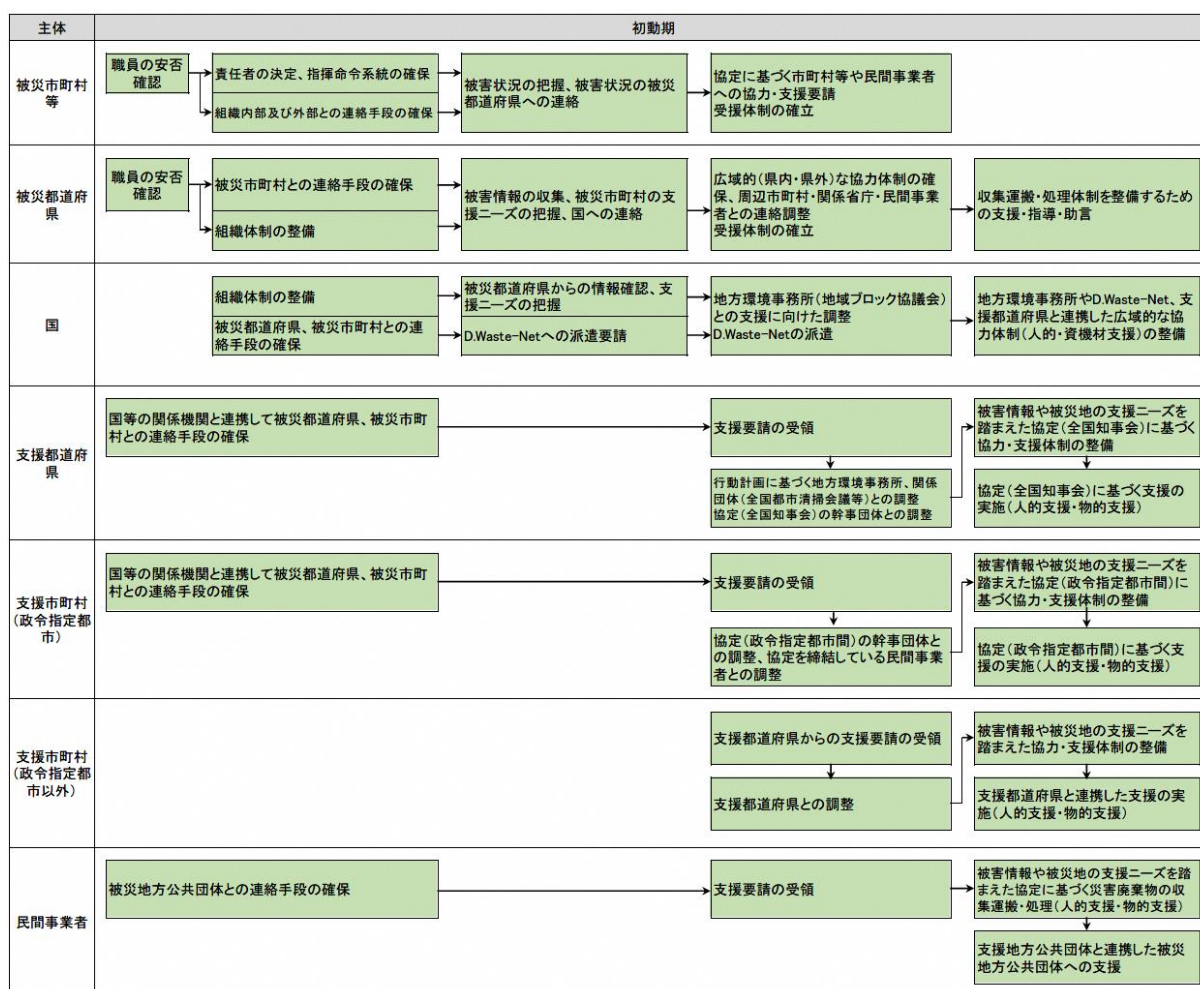 主体
初動期
被災市町村
等
職員の安否
確認
責任者の決定、指揮命令系統の確保
組織内部及び外部との連絡手段の確保
被害状況の把握、被害状況の被災
都道府県への連絡
協定に基づく市町村等や民間事業者
への協力・支援要請
受援体制の確立
被災都道府
県
職員の安否
確認
被災市町村との連絡手段の確保
組織体制の整備
被害情報の収集、被災市町村の支
援ニーズの把握、国への連絡
広域的(県内・県外)な協力体制の確
保、周辺市町村・関係省庁・民間事業
者との連絡調整
受援体制の確立
収集運搬・処理体制を整備するため
の支援・指導・助言
国
組織体制の整備
被災都道府県、被災市町村との連
絡手段の確保
被災都道府県からの情報確認、支
援ニーズの把握
D.Waste-Netへの派遣要請
地方環境事務所(地域ブロック協議会)
との支援に向けた調整
D.Waste-Netの派遣
地方環境事務所やD.Waste-Net、支
援都道府県と連携した広域的な協
力体制(人的・資機材支援)の整備
支援都道府
県
国等の関係機関と連携して被災都道府県、被災市町
村との連絡手段の確保
支援要請の受領
行動計画に基づく地方環境事務所、関係
団体(全国都市清掃会議等)との調整
協定(全国知事会)の幹事団体との調整
被害情報や被災地の支援ニーズを
踏まえた協定(全国知事会)に基づく
協力・支援体制の整備
協定(全国知事会)に基づく支援の
実施(人的支援・物的支援)
支援市町村
(政令指定都
市)
国等の関係機関と連携して被災都道府県、被災市町
村との連絡手段の確保
支援要請の受領
協定(政令指定都市間)の幹事団体と
の調整、協定を締結している民間事業
者との調整
被害情報や被災地の支援ニーズを
踏まえた協定(政令指定都市間)に
基づく協力・支援体制の整備
協定(政令指定都市間)に基づく支
援の実施(人的支援・物的支援)
支援市町村
(政令指定都
市以外)
支援都道府県からの支援要請の受領
支援都道府県との調整
被害情報や被災地の支援ニーズを
踏まえた協力・支援体制の整備
支援都道府県と連携した支援の実
施(人的支援・物的支援)
民間事業者
被災地方公共団体との連絡手段の確保
支援要請の受領
被害情報や被災地の支援ニーズを踏
まえた協定に基づく災害廃棄物の収
集運搬・処理(人的支援・物的支援)
支援地方公共団体と連携した被災
地方公共団体への支援